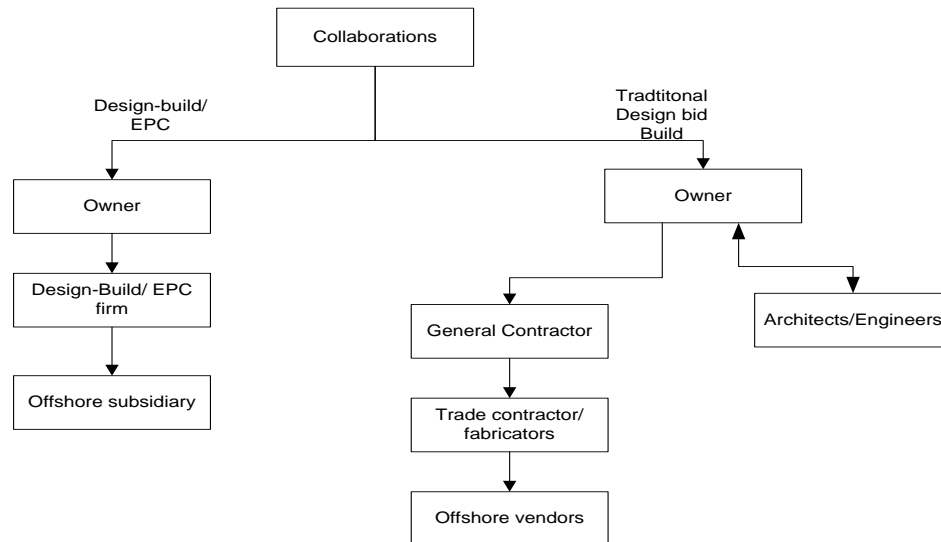 Collaborations
Design-build/
EPC
Tradtitonal
Design bid
Build
Owner
Owner
Design-Build/ EPC
firm
General Contractor
Architects/Engineers
Offshore subsidiary
Trade contractor/
fabricators
Offshore vendors